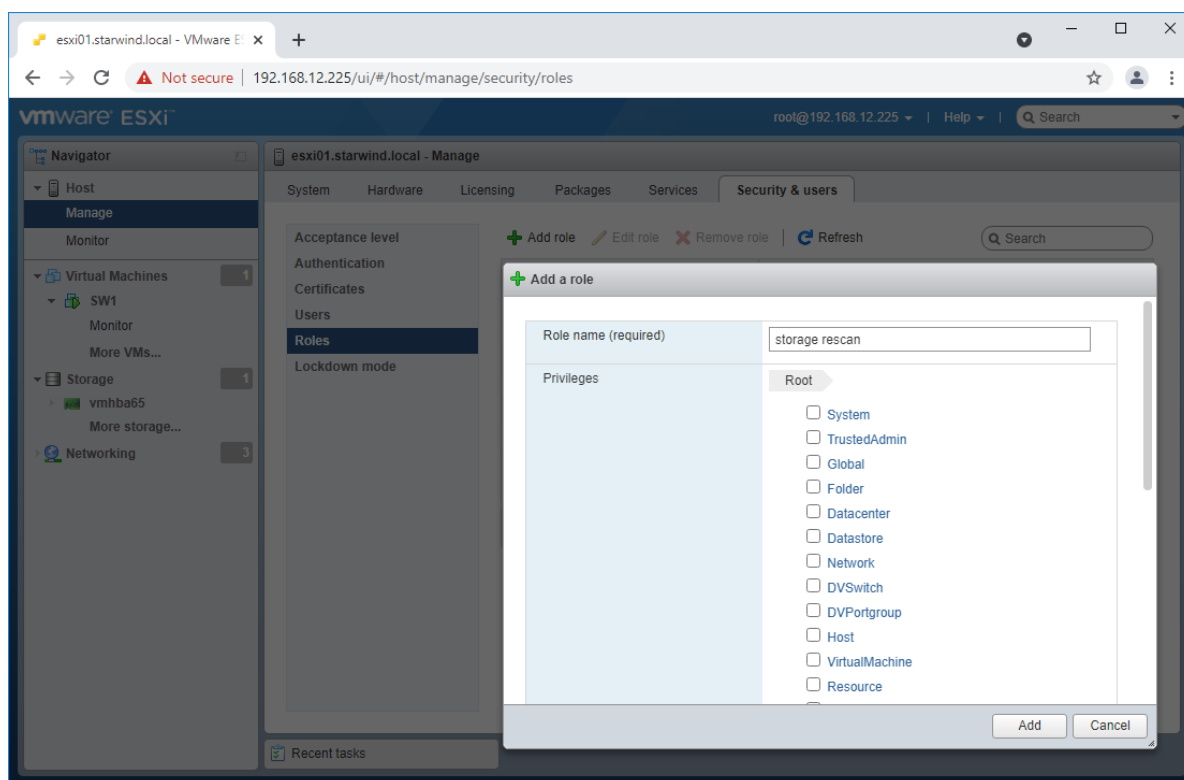 esxi01.starwind.local - VMware E
Not secure | 192.168.12.225/ui/#/host/manage/security/roles
vmware ESXi
root@192.168.12.225 | Help | Search
Navigator
esxi01.starwind.local - Manage
Host
System Hardware Licensing Packages Services Security & users
Manage
Monitor
Acceptance level
Add role Edit role Remove role | Refresh Search
Authentication
Virtual Machines 1
Certificates
SW1
Users
Monitor
Roles
More VMs...
Lockdown mode
Storage 1
vmhba65
More storage...
Networking 3
Add a role
Role name (required) storage rescan
Privileges Root
System
TrustedAdmin
Global
Folder
Datacenter
Datastore
Network
DVSwitch
DVPortgroup
Host
VirtualMachine
Resource
Add Cancel
Recent tasks